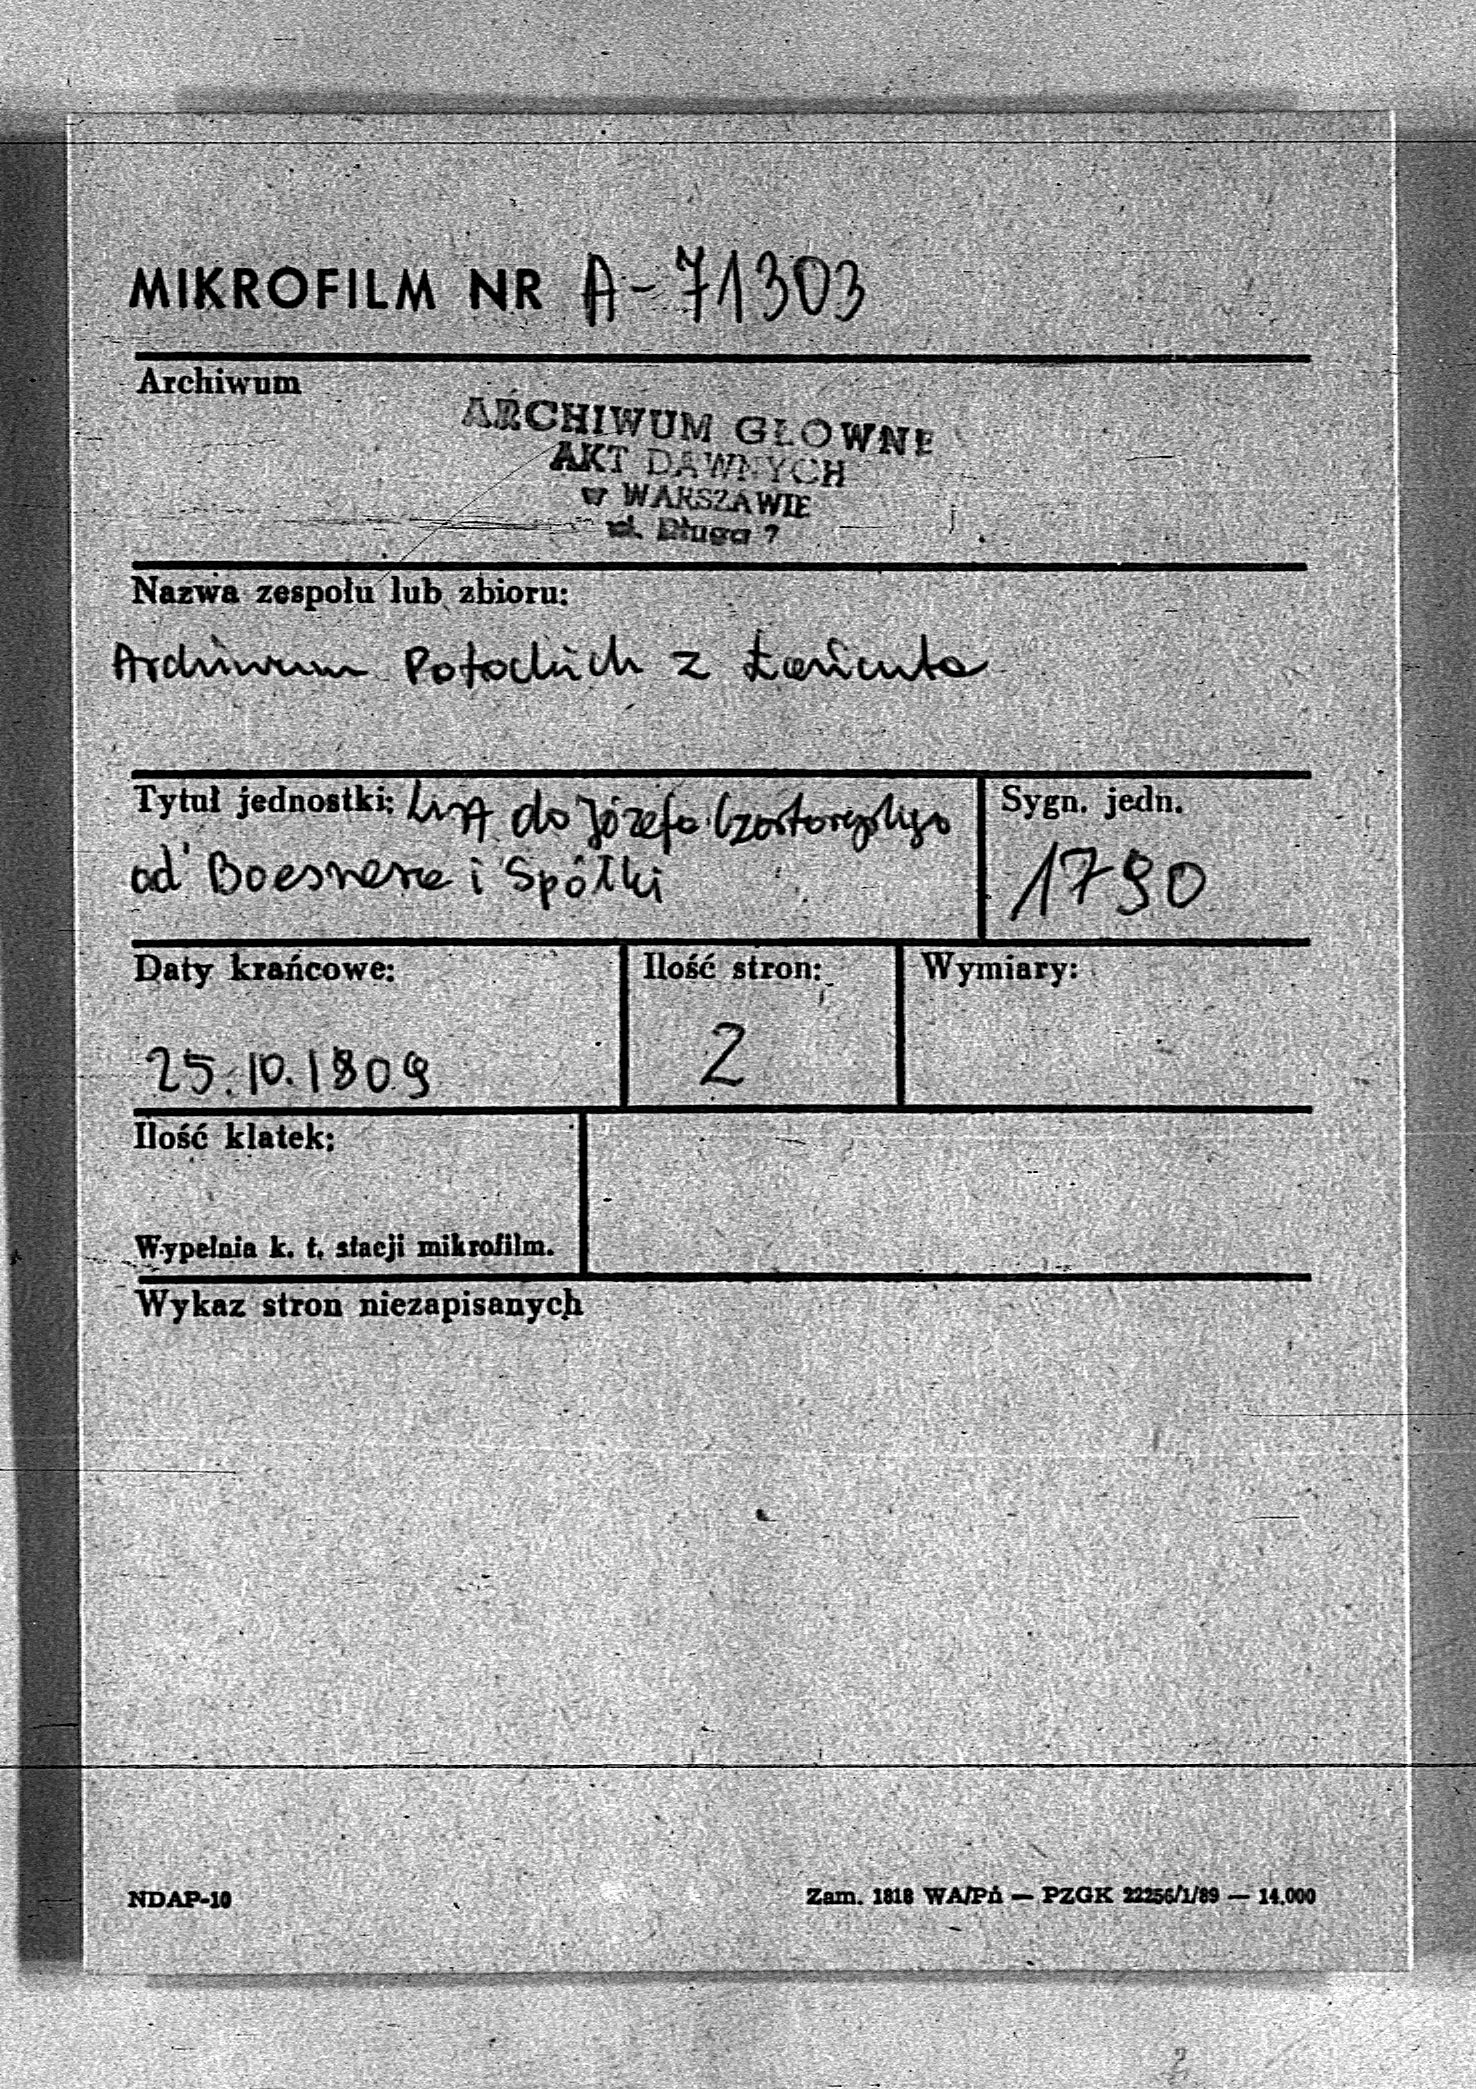 MIKROFILM NR A-71303
Archiwum
ARCHIWUM GŁOWNE
AKT DAWNYCH
w WARSZAWIE
ul. Długa 7
Nazwa zespołu lub zbioru:
Archiwum Potockich z Łańcuta
Tytuł jednostki: List do Józefa Czartoryskiego
od Boesnera i Spółki
Sygn. jedn.
1790
Daty krańcowe:
25.10.1809
Ilość stron:
2
Wymiary:
Ilość klatek:
Wypełnia k. t. stacji mikrofilm.
Wykaz stron niezapisanych
NDAP-10
Zam. 1818 WA/Pń — PZGK 22256/1/89 — 14.000